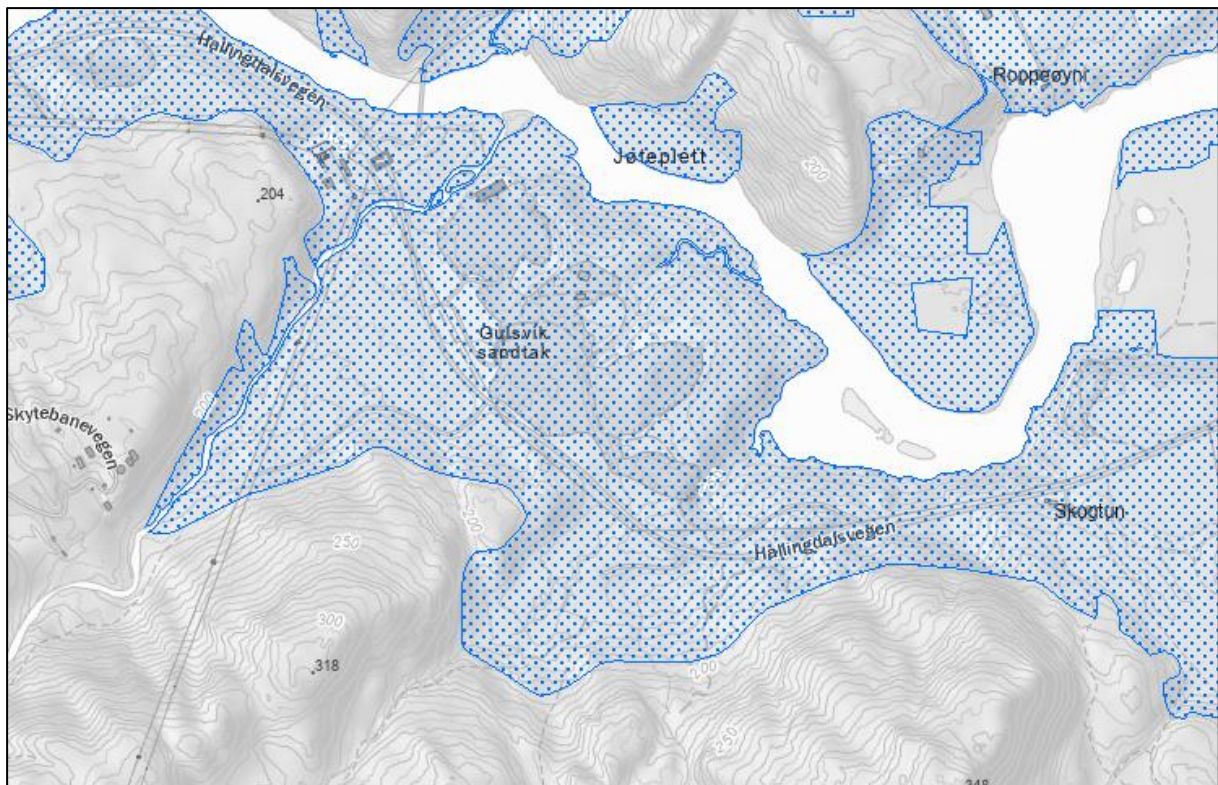 Hallingdalsvegen
Roppeøyni
Jøteplett
200
204
Gulsvik
sandtak
200
Skytebanevegen
200
Skogtun
Hallingdalsvegen
250
300
318
200
250
348